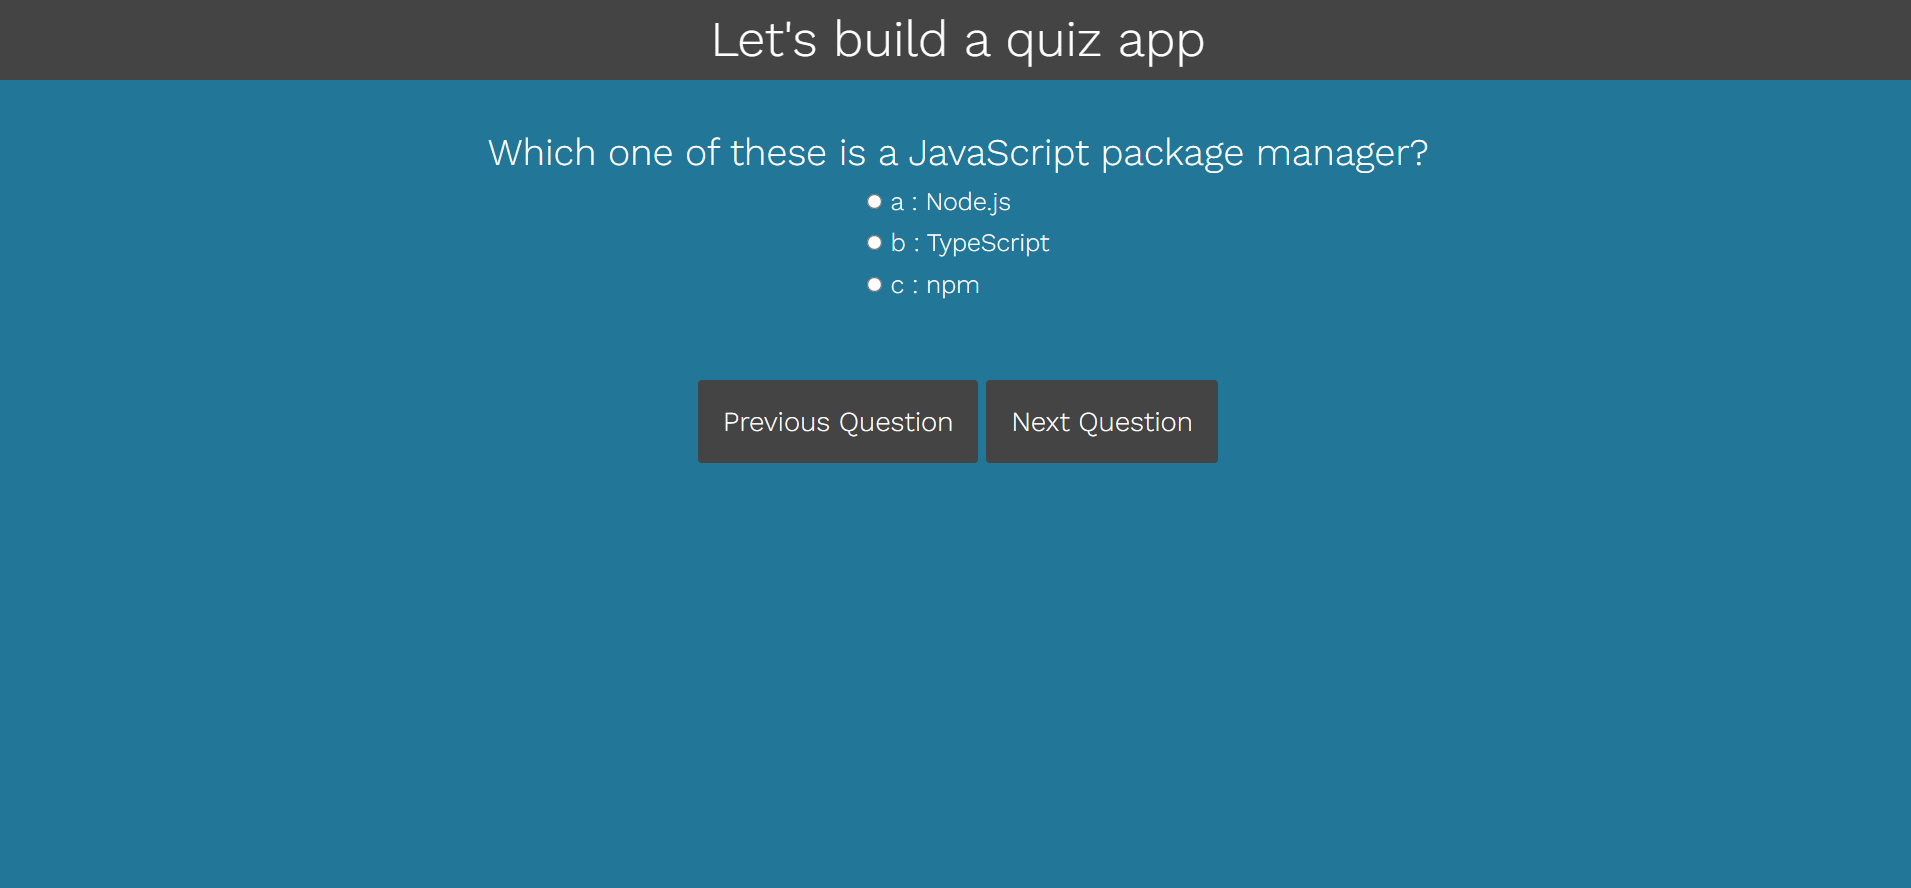 Let's build a quiz app
Which one of these is a JavaScript package manager?
a : Node.js
b : TypeScript
c : npm
Previous Question Next Question